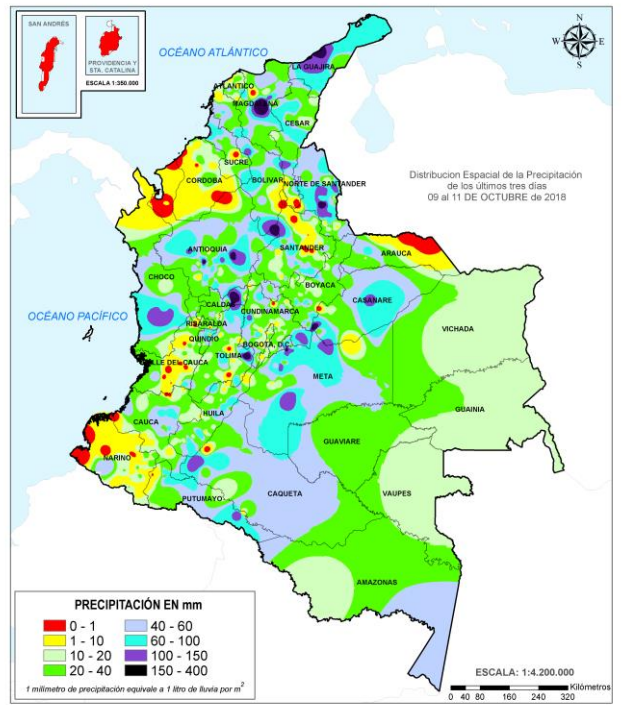 SAN ANDRÉS
PROVIDENCIA Y
STA. CATALINA
ESCALA 1:350.000
N
W
E
S
OCÉANO ATLÁNTICO
LA GUAJIRA
ATLANTICO
MAGDALENA
CESAR
SUCRE
CORDOBA
BOLIVAR
NORTE DE SANTANDER
Distribucion Espacial de la Precipitación
de los últimos tres dias
09 al 11 DE OCTUBRE de 2018
ANTIOQUIA
SANTANDER
ARAUCA
CHOCO
BOYACA
CASANARE
CALDAS
CUNDINAMARCA
OCÉANO PACÍFICO
RISARALDA
VICHADA
QUINDIO
BOGOTA, D.C.
TOLIMA
VALLE DEL CAUCA
META
GUAINIA
CAUCA
HUILA
GUAVIARE
NARIÑO
CAQUETA
VAUPES
PUTUMAYO
AMAZONAS
PRECIPITACIÓN EN mm
0 - 1
40 - 60
1 - 10
60 - 100
10 - 20
100 - 150
20 - 40
150 - 400
1 milimetro de precipitación equivale a 1 litro de lluvia por m2
ESCALA: 1:4.200.000
Kilómetros
0 40 80 160 240 320